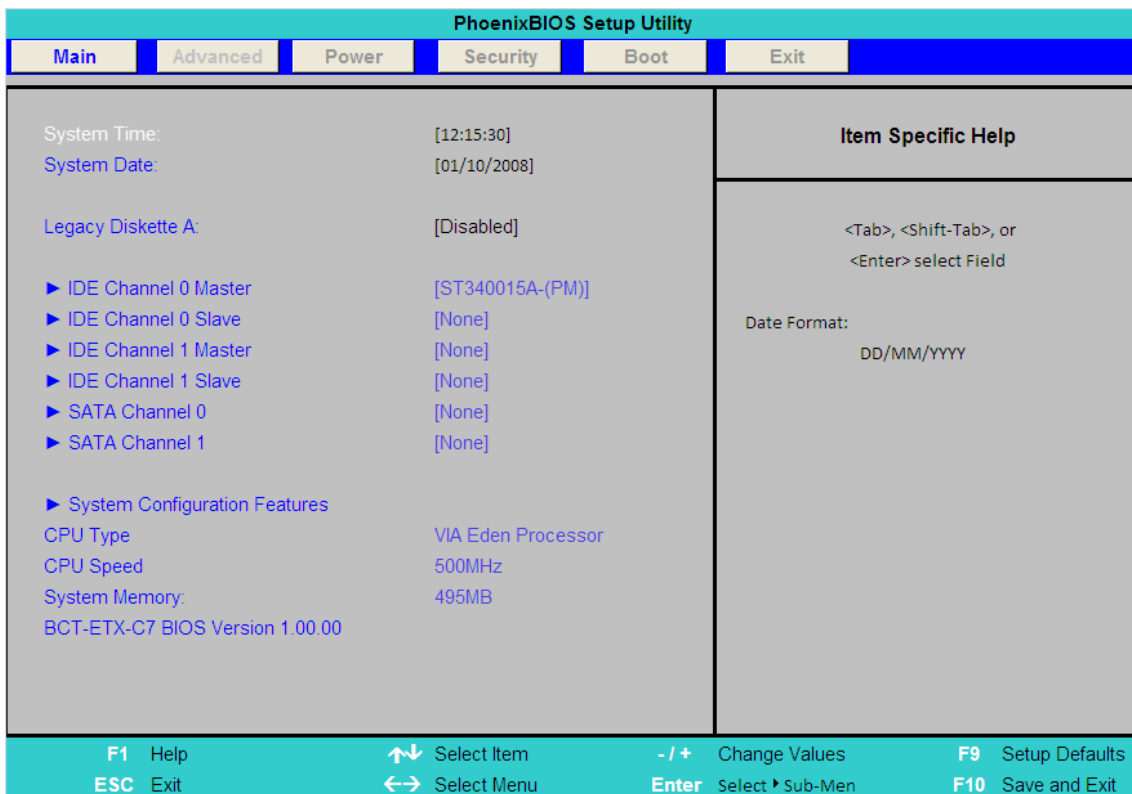 PhoenixBIOS Setup Utility
Main Advanced Power Security Boot Exit
System Time: [12:15:30]
System Date: [01/10/2008]
Legacy Diskette A: [Disabled]
► IDE Channel 0 Master [ST340015A-(PM)]
► IDE Channel 0 Slave [None]
► IDE Channel 1 Master [None]
► IDE Channel 1 Slave [None]
► SATA Channel 0 [None]
► SATA Channel 1 [None]
► System Configuration Features
CPU Type VIA Eden Processor
CPU Speed 500MHz
System Memory: 495MB
BCT-ETX-C7 BIOS Version 1.00.00
Item Specific Help
<Tab>, <Shift-Tab>, or
<Enter> select Field
Date Format:
DD/MM/YYYY
F1 Help ↑↓ Select Item - / + Change Values F9 Setup Defaults
ESC Exit ←→ Select Menu Enter Select ▸ Sub-Men F10 Save and Exit